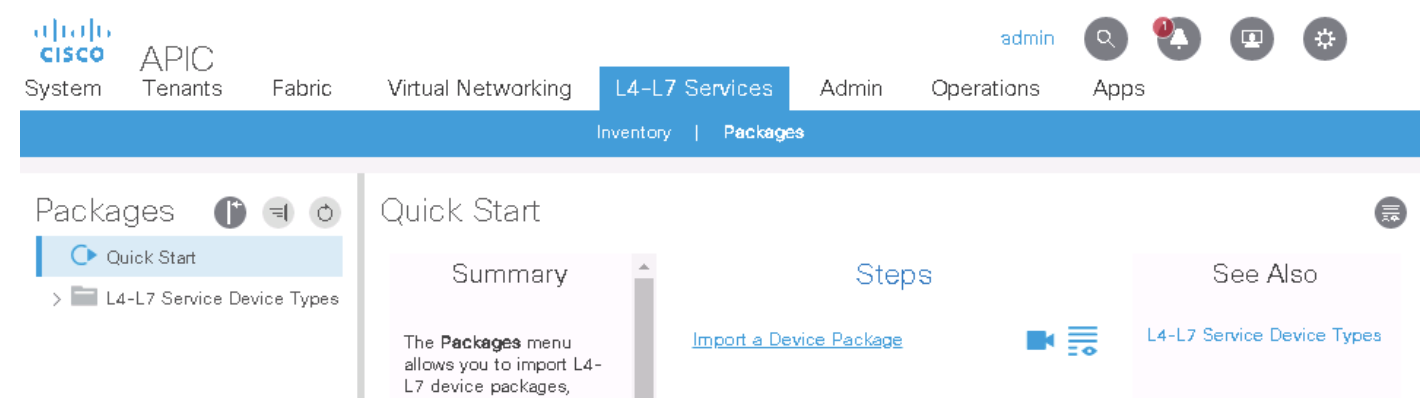 CISCO
APIC
admin
1
System Tenants Fabric Virtual Networking L4-L7 Services Admin Operations Apps
Inventory | Packages
Packages
Quick Start
L4-L7 Service Device Types
Quick Start
Summary
The Packages menu
allows you to import L4-
L7 device packages,
Steps
Import a Device Package
See Also
L4-L7 Service Device Types